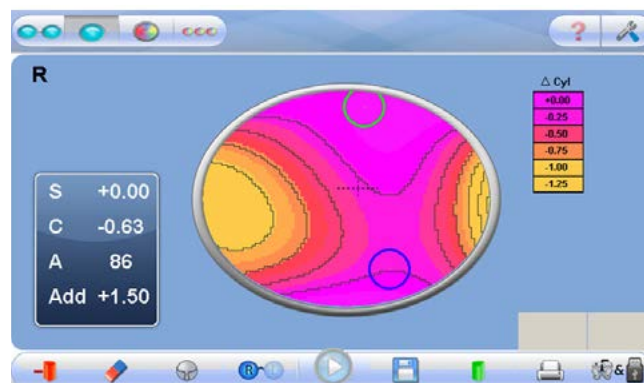 ?
R
△ Cyl
+0.00
-0.25
-0.50
-0.75
-1.00
-1.25
S +0.00
C -0.63
A 86
Add +1.50
R L
&